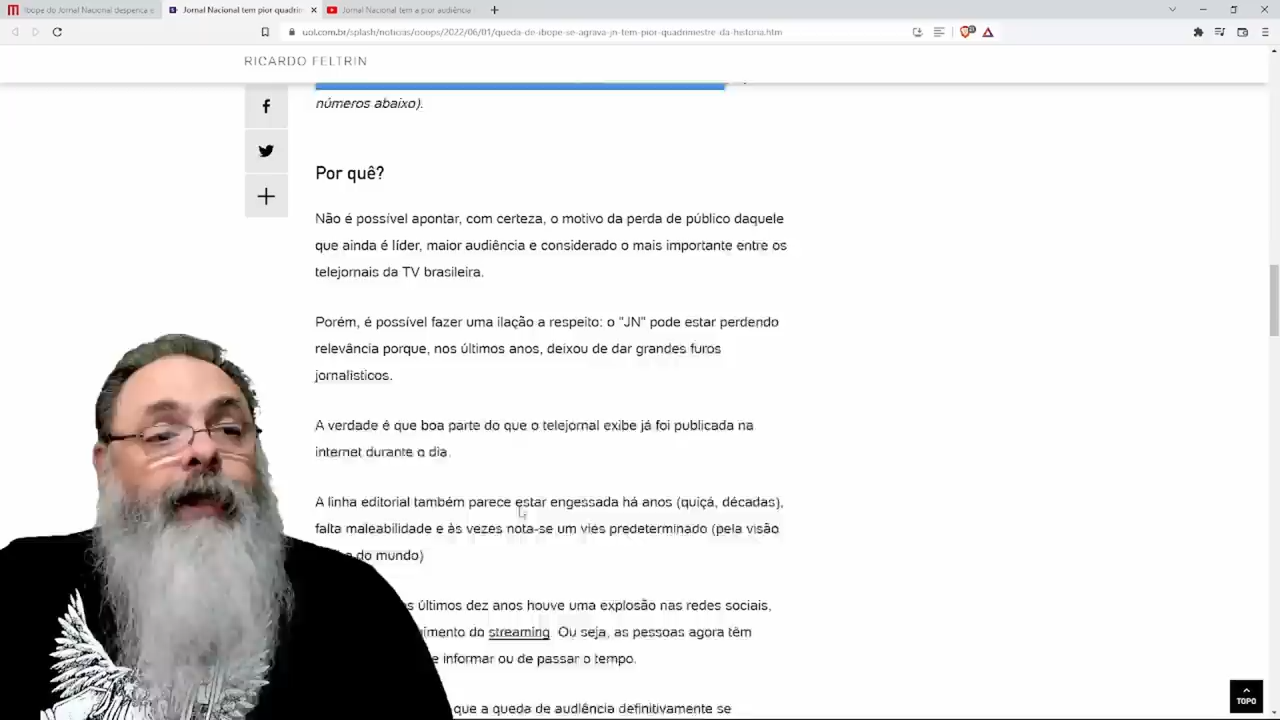 Ibope do Jornal Nacional despenca e
Jornal Nacional tem pior quadrim
Jornal Nacional tem a pior audiência
uol.com.br/splash/noticias/ooops/2022/06/01/queda-de-ibope-se-agrava-jn-tem-pior-quadrimestre-da-historia.htm
RICARDO FELTRIN
números abaixo).
Por quê?
Não é possível apontar, com certeza, o motivo da perda de público daquele
que ainda é líder, maior audiência e considerado o mais importante entre os
telejornais da TV brasileira.
Porém, é possível fazer uma ilação a respeito: o "JN" pode estar perdendo
relevância porque, nos últimos anos, deixou de dar grandes furos
jornalísticos.
A verdade é que boa parte do que o telejornal exibe já foi publicada na
internet durante o dia.
A linha editorial também parece estar engessada há anos (quiçá, décadas),
falta maleabilidade e às vezes nota-se um viés predeterminado (pela visão
do mundo)
últimos dez anos houve uma explosão nas redes sociais,
do streaming. Ou seja, as pessoas agora têm
informar ou de passar o tempo.
que a queda de audiência definitivamente se
TOPO